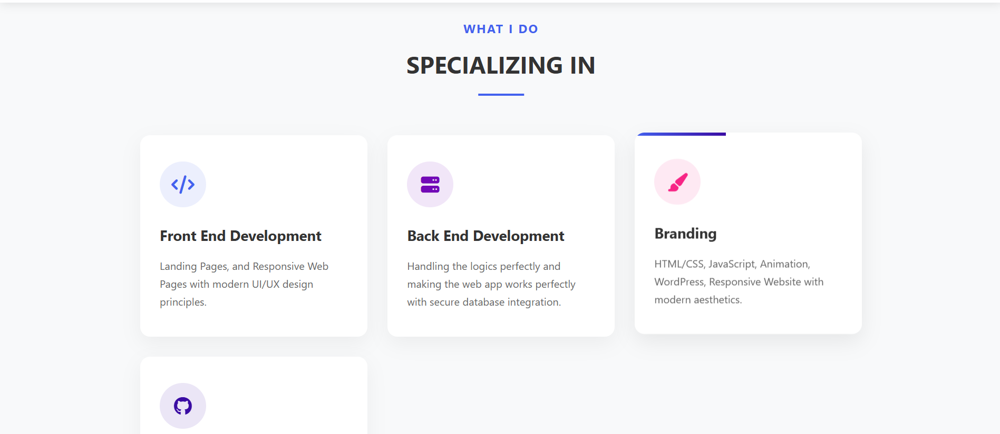 WHAT I DO
SPECIALIZING IN
Front End Development
Landing Pages, and Responsive Web
Pages with modern UI/UX design
principles.
Back End Development
Handling the logics perfectly and
making the web app works perfectly
with secure database integration.
Branding
HTML/CSS, JavaScript, Animation,
WordPress, Responsive Website with
modern aesthetics.